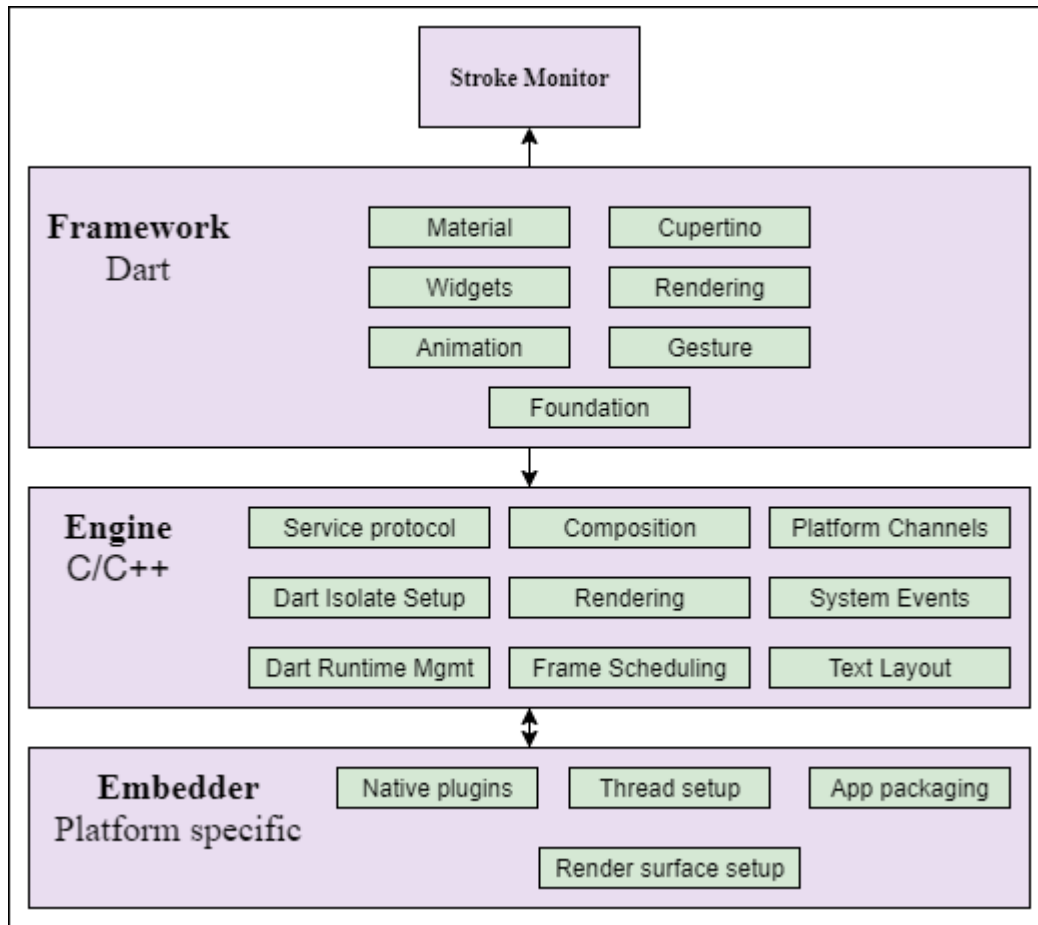 Stroke Monitor
Framework
Dart
Material
Cupertino
Widgets
Rendering
Animation
Gesture
Foundation
Engine
C/C++
Service protocol
Composition
Platform Channels
Dart Isolate Setup
Rendering
System Events
Dart Runtime Mgmt
Frame Scheduling
Text Layout
Embedder
Platform specific
Native plugins
Thread setup
App packaging
Render surface setup